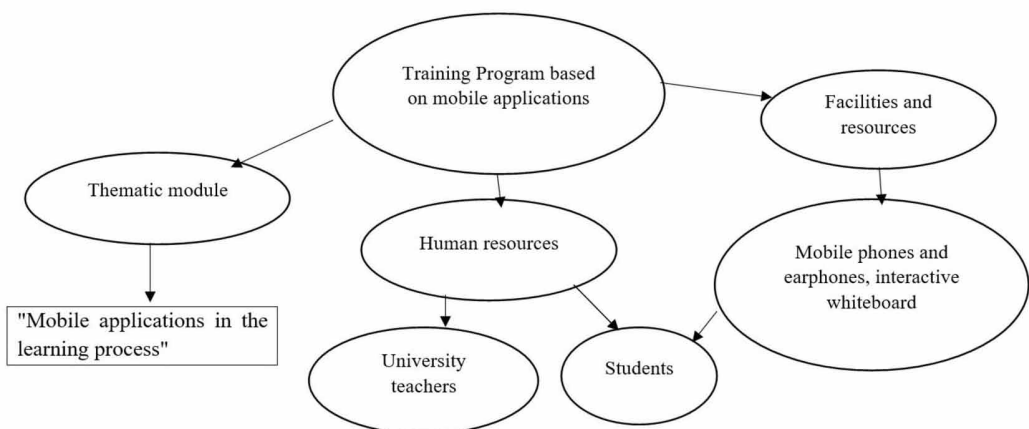 Training Program based
on mobile applications
Facilities and
resources
Thematic module
Human resources
Mobile phones and
earphones, interactive
whiteboard
"Mobile applications in the
learning process"
University
teachers
Students